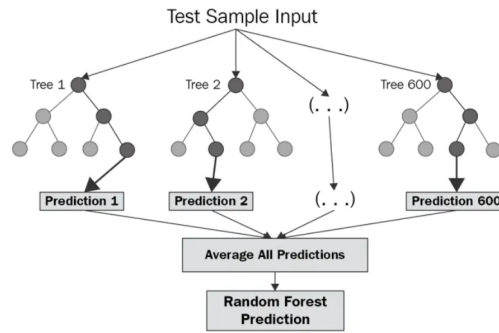 Test Sample Input
Tree 1
Tree 2
(. . .)
Tree 600
Prediction 1
Prediction 2
(. . .)
Prediction 600
Average All Predictions
Random Forest
Prediction